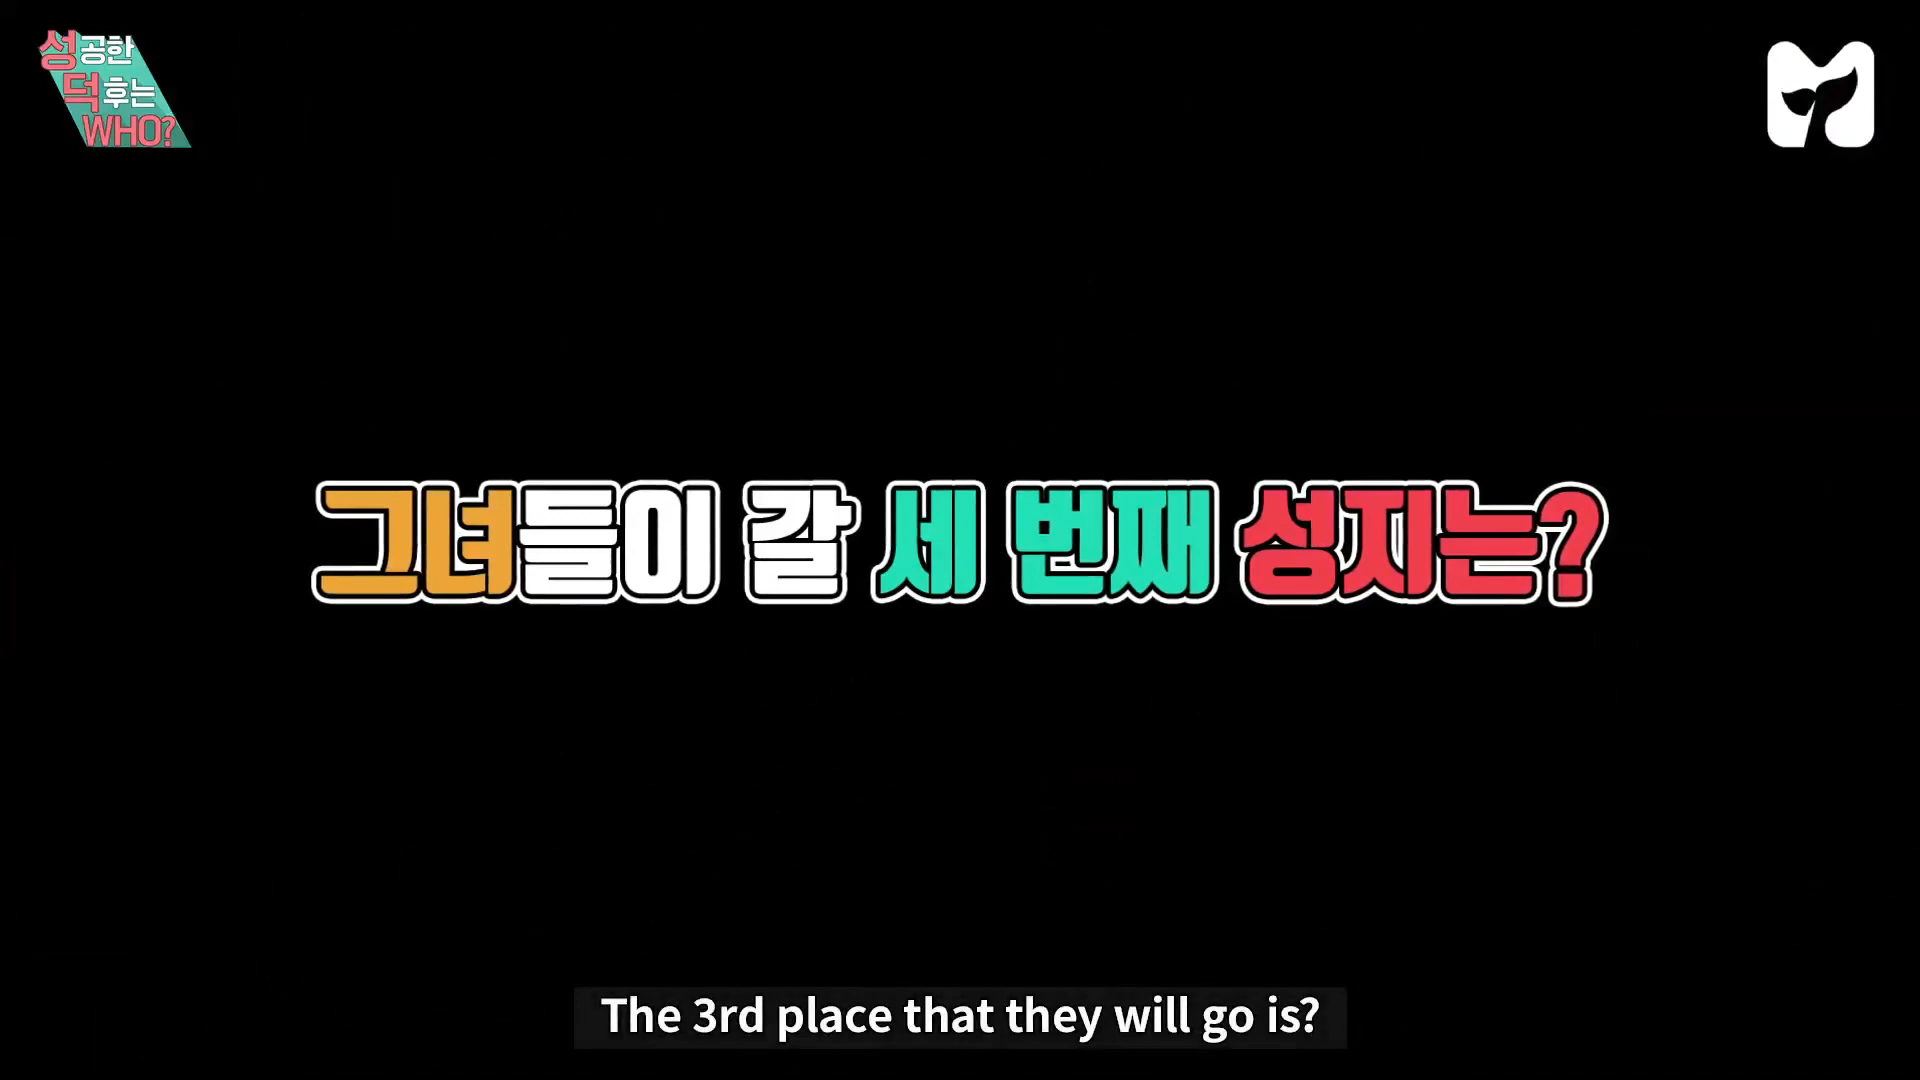 성공한
덕후는
WHO?
그녀들이 갈 세 번째 성지는?
The 3rd place that they will go is?